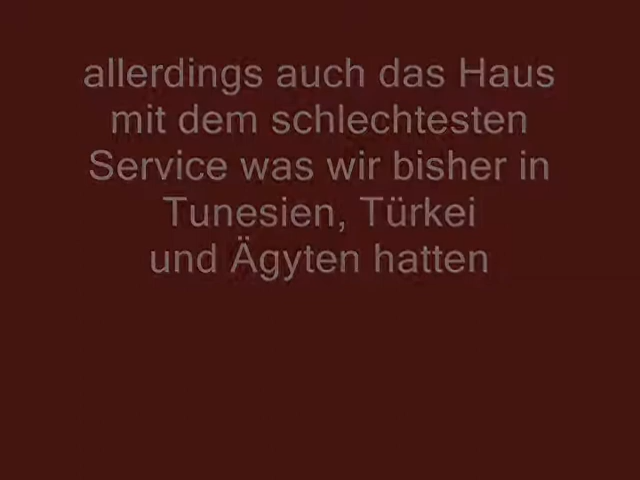 allerdings auch das Haus
mit dem schlechtesten
Service was wir bisher in
Tunesien, Türkei
und Ägyten hatten